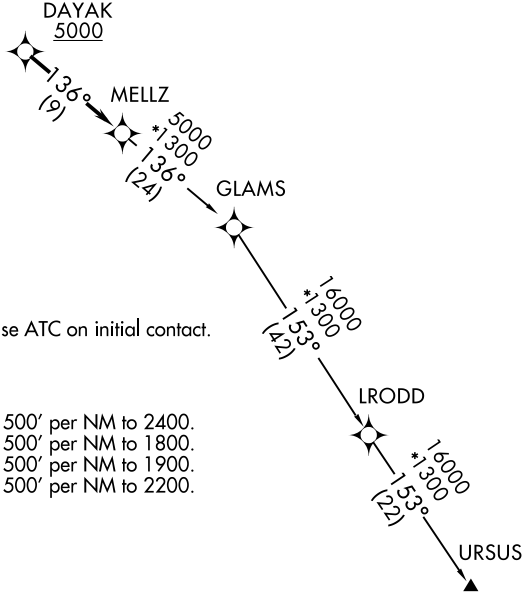 DAYAK
5000
136°
(9)
MELLZ
5000
*1300
136°
(24)
GLAMS
16000
*1300
153°
(42)
se ATC on initial contact.
LRODD
500' per NM to 2400.
500' per NM to 1800.
500' per NM to 1900.
500' per NM to 2200.
16000
*1300
153°
(22)
URSUS